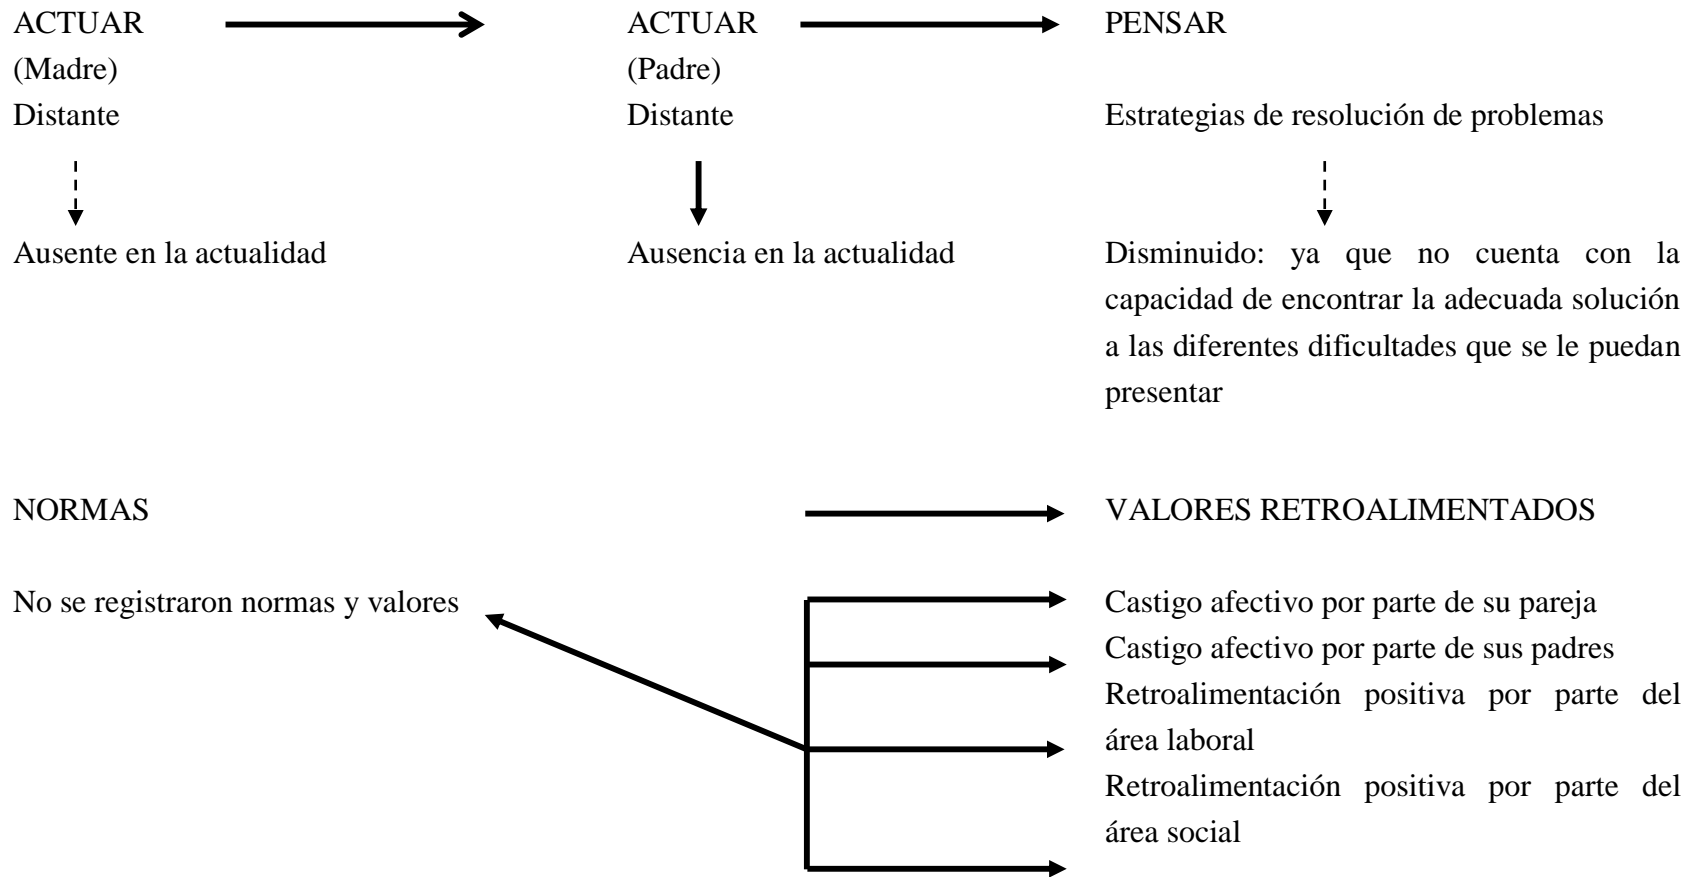 ACTUAR
(Madre)
Distante
Ausente en la actualidad
ACTUAR
(Padre)
Distante
Ausencia en la actualidad
PENSAR
Estrategias de resolución de problemas
Disminuido: ya que no cuenta con la
capacidad de encontrar la adecuada solución
a las diferentes dificultades que se le puedan
presentar
NORMAS
No se registraron normas y valores
VALORES RETROALIMENTADOS
Castigo afectivo por parte de su pareja
Castigo afectivo por parte de sus padres
Retroalimentación positiva por parte del
área laboral
Retroalimentación positiva por parte del
área social